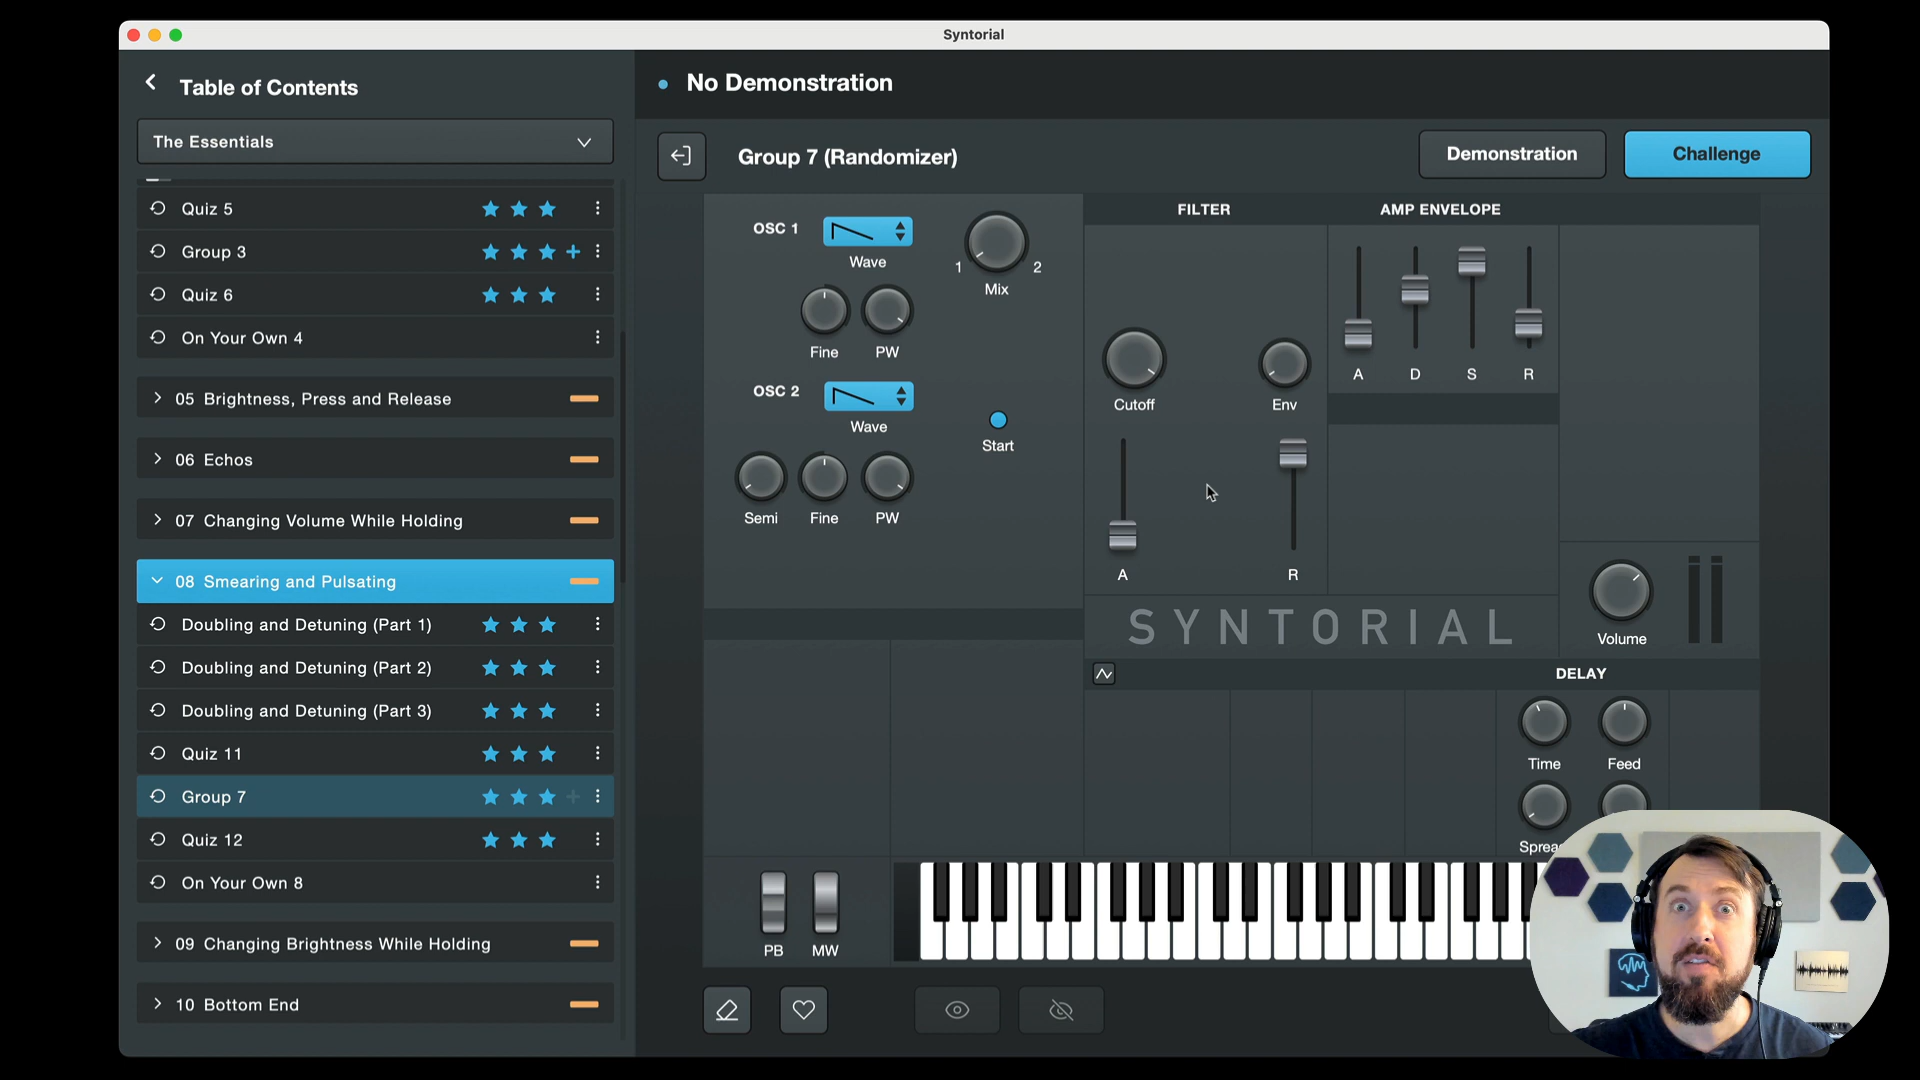 Syntorial
Table of Contents
The Essentials
Quiz 5
Group 3
Quiz 6
On Your Own 4
05 Brightness, Press and Release
06 Echos
07 Changing Volume While Holding
08 Smearing and Pulsating
Doubling and Detuning (Part 1)
Doubling and Detuning (Part 2)
Doubling and Detuning (Part 3)
Quiz 11
Group 7
Quiz 12
On Your Own 8
09 Changing Brightness While Holding
10 Bottom End
No Demonstration
Group 7 (Randomizer)
Demonstration
Challenge
OSC 1
Wave
1
2
Mix
Fine
PW
OSC 2
Wave
Start
Semi
Fine
PW
FILTER
Cutoff
Env
A
R
AMP ENVELOPE
A
D
S
R
SYNTORIAL
Volume
DELAY
Time
Feed
Sprea
PB
MW